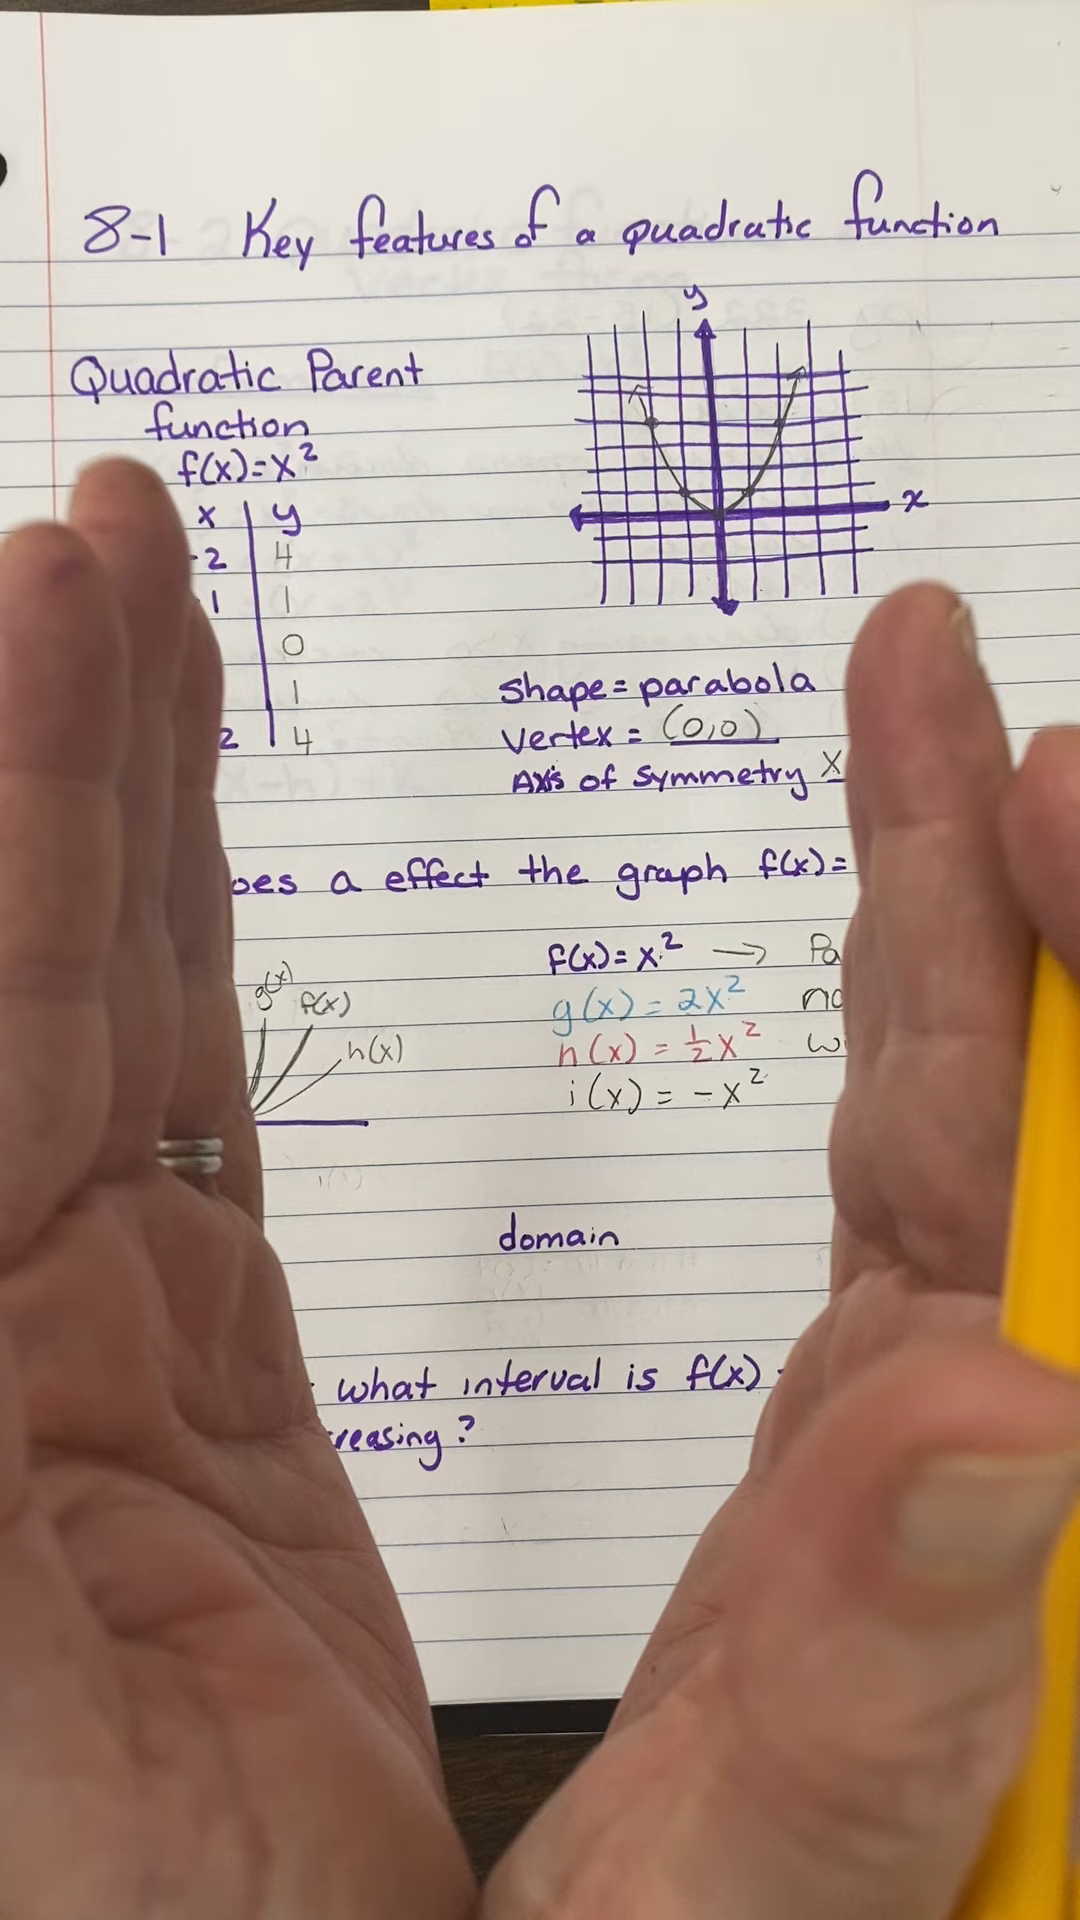 8-1 Key features of a quadratic function
y
Quadratic Parent
function
f(x)=x²
x
x y
-2 4
1 1
0
1
2 4
shape = parabola
Vertex = (0,0)
Axis of Symmetry X
oes a effect the graph f(x)=
f(x)=x² → Pa
g(x) = 2x² na
h(x) = ½x² w
i(x) = -x²
g(x)
f(x)
h(x)
domain
what interval is f(x)
reasing?